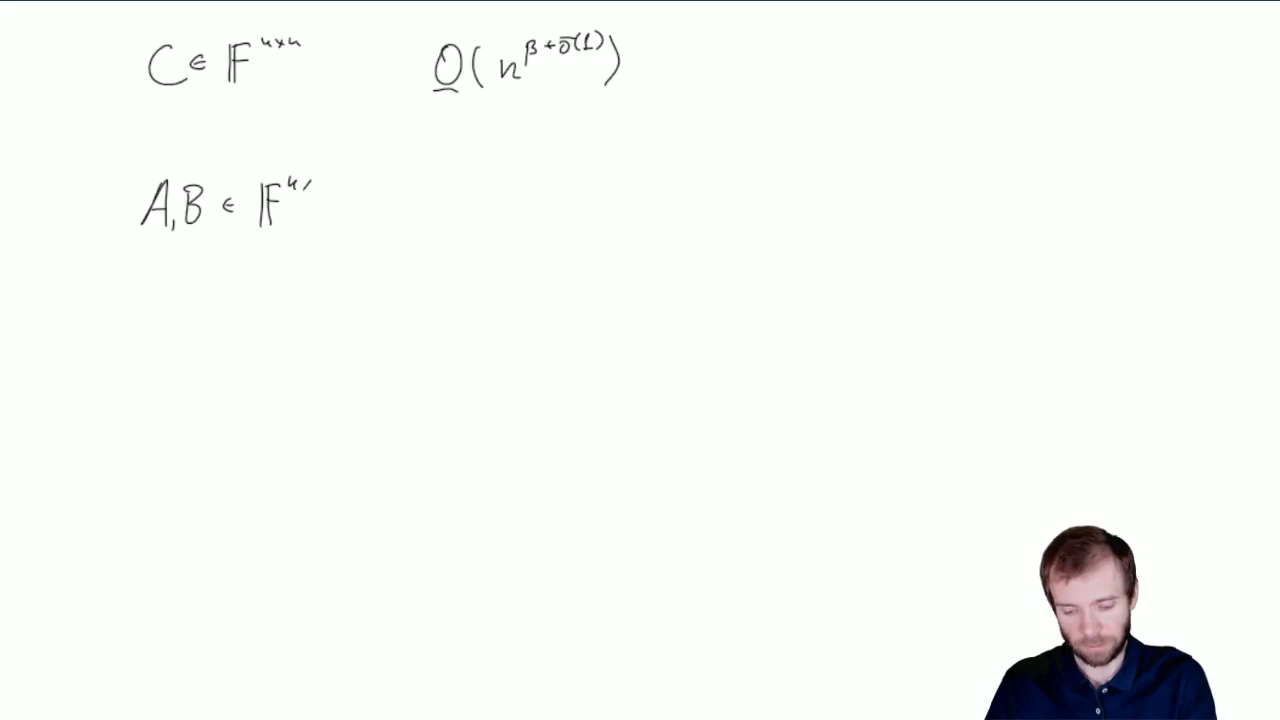 C ∈ 𝔽^{n×n} O(n^{β+ō(1)})
A,B ∈ 𝔽^{n}